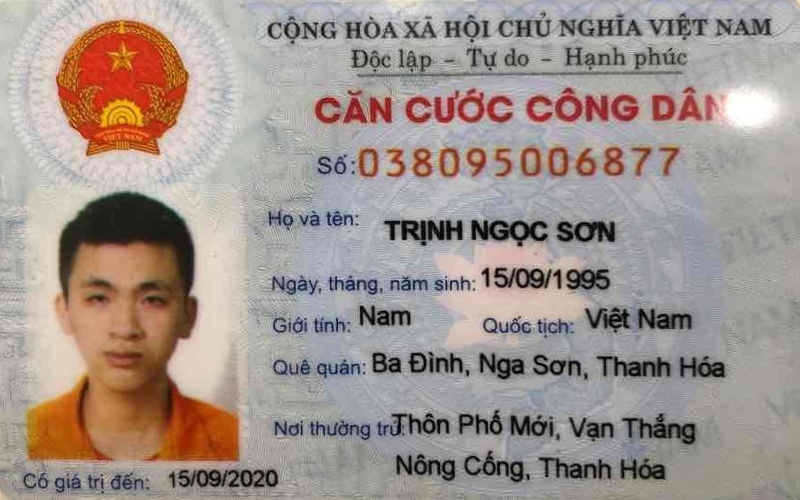 CỘNG HÒA XÃ HỘI CHỦ NGHĨA VIỆT NAM
Độc lập - Tự do - Hạnh phúc
CĂN CƯỚC CÔNG DÂN
Số: 038095006877
Họ và tên: TRỊNH NGỌC SƠN
Ngày, tháng, năm sinh: 15/09/1995
Giới tính: Nam Quốc tịch: Việt Nam
Quê quán: Ba Đình, Nga Sơn, Thanh Hóa
Nơi thường trú: Thôn Phố Mới, Vạn Thắng
Nông Cống, Thanh Hóa
Có giá trị đến: 15/09/2020
VIỆT NAM